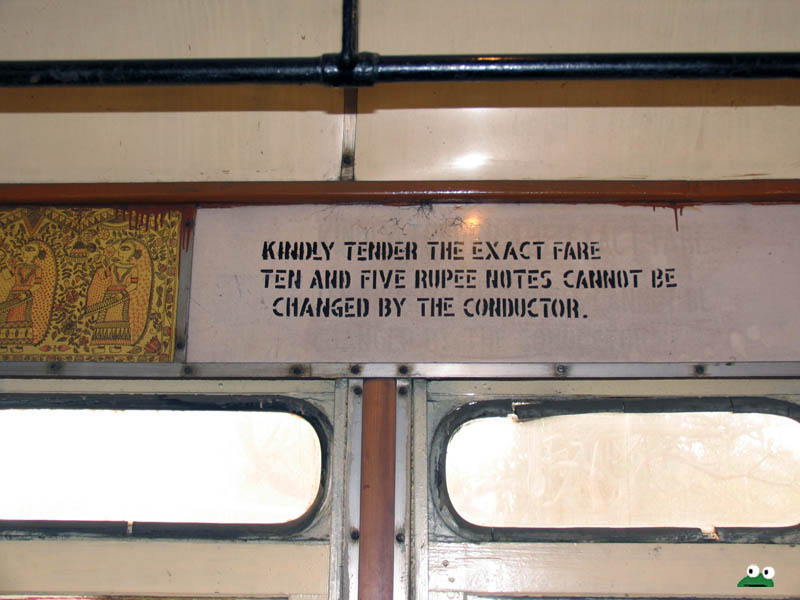 KINDLY TENDER THE EXACT FARE
TEN AND FIVE RUPEE NOTES CANNOT BE
CHANGED BY THE CONDUCTOR.